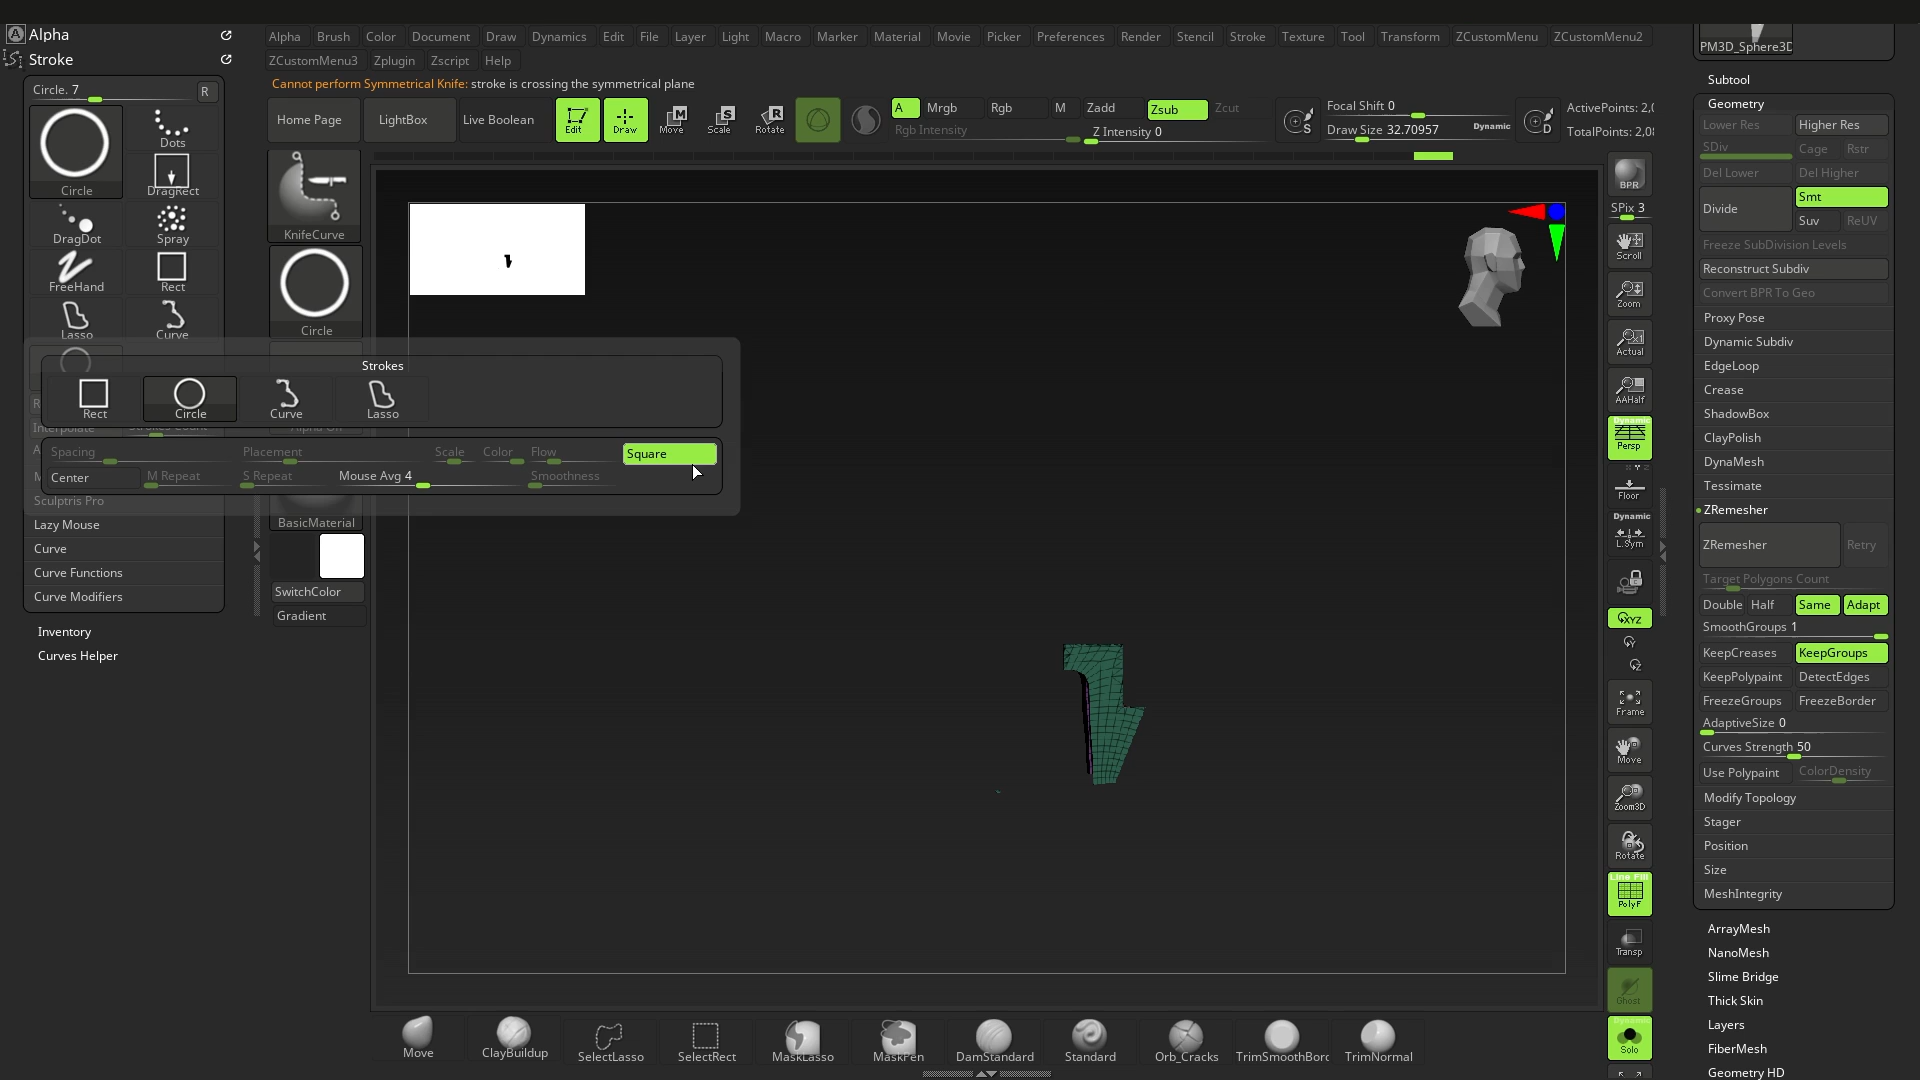 Alpha
Stroke
Alpha Brush Color Document Draw Dynamics Edit File Layer Light Macro Marker Material Movie Picker Preferences Render Stencil Stroke Texture Tool Transform ZCustomMenu ZCustomMenu2
ZCustomMenu3 Zplugin Zscript Help
Cannot perform Symmetrical Knife: stroke is crossing the symmetrical plane
Home Page LightBox Live Boolean Edit Draw Move Scale Rotate
A Mrgb Rgb M Zadd Zsub Zcut
Rgb Intensity Z Intensity 0
S Focal Shift 0
Draw Size 32.70957 Dynamic
D ActivePoints: 2,0
TotalPoints: 2,08
Circle. 7 R
Circle
Dots
DragRect
DragDot Spray
FreeHand Rect
Lasso Curve
KnifeCurve
Circle
Strokes
Rect Circle Curve Lasso
Interpolate
Spacing Placement Scale Color Flow Square
Center M Repeat S Repeat Mouse Avg 4 Smoothness
Sculptris Pro
Lazy Mouse
Curve
Curve Functions
Curve Modifiers
Inventory
Curves Helper
BasicMaterial
SwitchColor
Gradient
BPR
SPix 3
Scroll
Zoom
Actual
AAHalf
Dynamic
Persp
Floor
Dynamic
L.Sym
XYZ
Frame
Move
Zoom3D
Rotate
Line Fill
PolyF
Transp
Ghost
Dynamic
Solo
PM3D_Sphere3D
Subtool
Geometry
Lower Res Higher Res
SDiv Cage Rstr
Del Lower Del Higher
Divide Smt
Suv ReUV
Freeze SubDivision Levels
Reconstruct Subdiv
Convert BPR To Geo
Proxy Pose
Dynamic Subdiv
EdgeLoop
Crease
ShadowBox
ClayPolish
DynaMesh
Tessimate
ZRemesher
ZRemesher Retry
Target Polygons Count
Double Half Same Adapt
SmoothGroups 1
KeepCreases KeepGroups
KeepPolypaint DetectEdges
FreezeGroups FreezeBorder
AdaptiveSize 0
Curves Strength 50
Use Polypaint ColorDensity
Modify Topology
Stager
Position
Size
MeshIntegrity
ArrayMesh
NanoMesh
Slime Bridge
Thick Skin
Layers
FiberMesh
Geometry HD
Move ClayBuildup SelectLasso SelectRect MaskLasso MaskPen DamStandard Standard Orb_Cracks TrimSmoothBorc TrimNormal